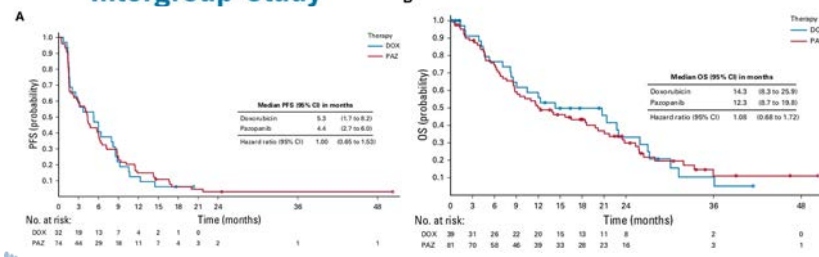 Intergroup Study
A
Therapy
DOX
PAZ
PFS (probability)
1.0
0.9
0.8
0.7
0.6
0.5
0.4
0.3
0.2
0.1
Median PFS (95% CI) in months
Doxorubicin 5.3 (1.7 to 8.2)
Pazopanib 4.4 (2.7 to 6.0)
Hazard ratio (95% CI) 1.00 (0.65 to 1.53)
0 3 6 9 12 15 18 21 24 36 48
Time (months)
No. at risk:
DOX 32 19 13 7 4 2 1 0
PAZ 74 44 29 18 11 7 4 3 2 1 1
Therapy
DO
PA
OS (probability)
1.0
0.9
0.8
0.7
0.6
0.5
0.4
0.3
0.2
0.1
Median OS (95% CI) in months
Doxorubicin 14.3 (8.3 to 25.9)
Pazopanib 12.3 (8.7 to 19.8)
Hazard ratio (95% CI) 1.08 (0.68 to 1.72)
0 3 6 9 12 15 18 21 24 36 48
Time (months)
No. at risk:
DOX 39 31 26 22 20 15 13 11 8 2 0
PAZ 81 70 58 46 39 33 28 23 16 3 1